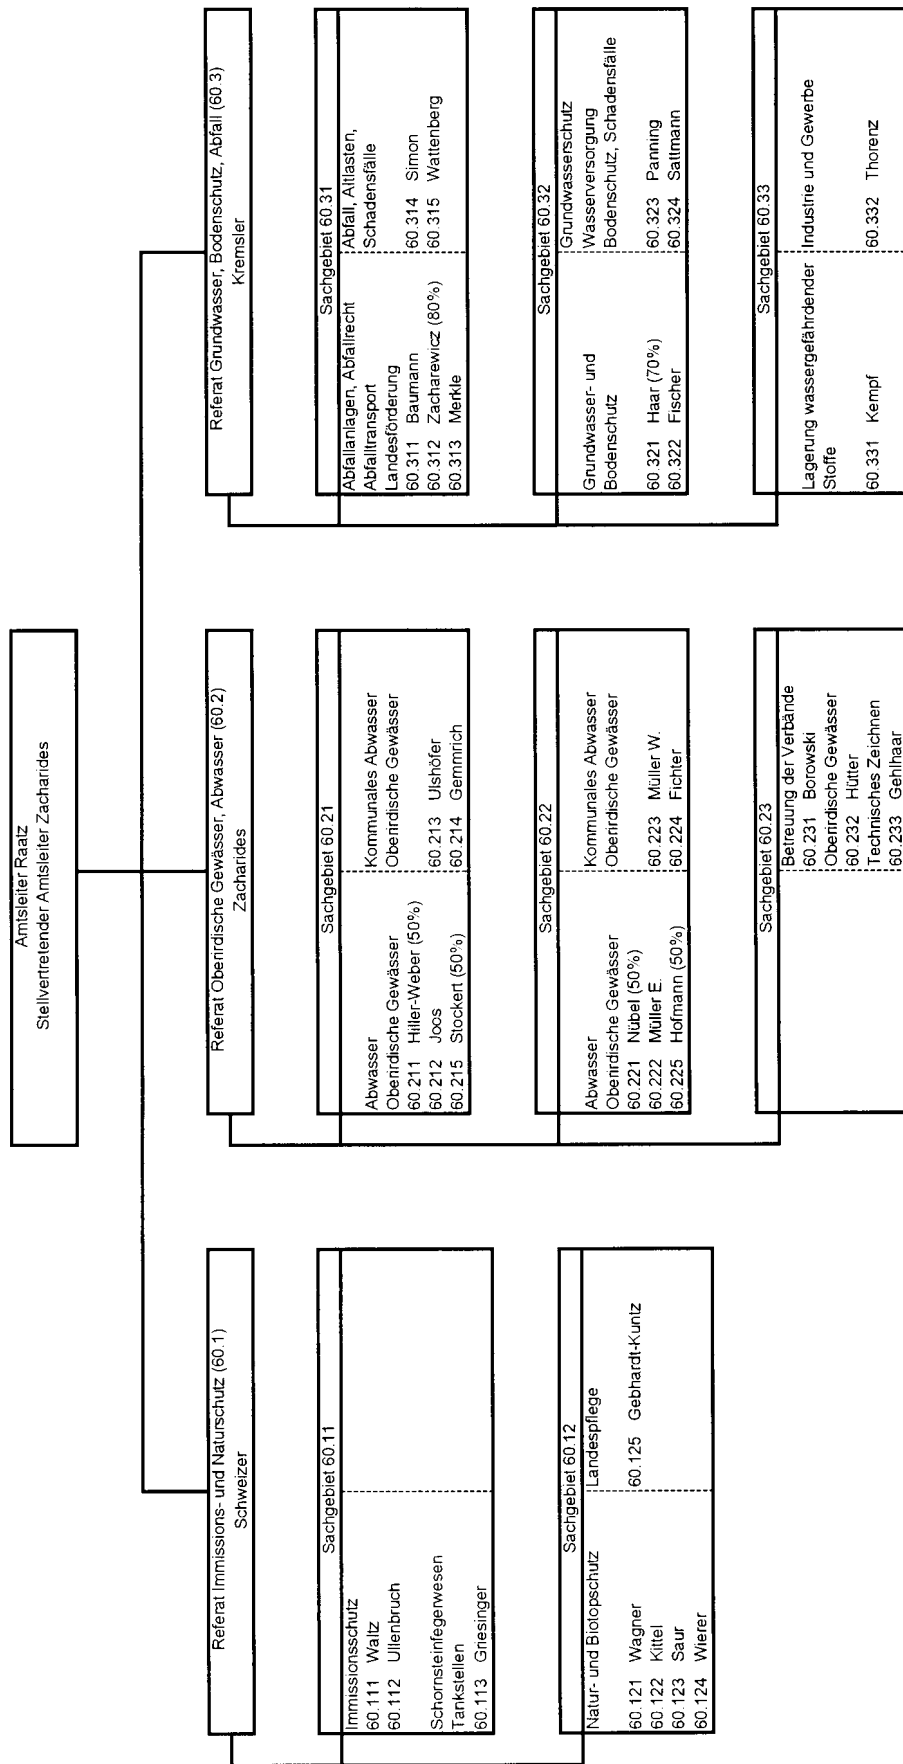 Amtsleiter Raatz
Stellvertretender Amtsleiter Zacharides
Referat Immissions- und Naturschutz (60.1)
Schweizer
Sachgebiet 60.11
Immissionsschutz
60.111 Waltz
60.112 Ullenbruch
Schornsteinfegerwesen
Tankstellen
60.113 Griesinger
Sachgebiet 60.12
Natur- und Biotopschutz
60.121 Wagner
60.122 Kittel
60.123 Saur
60.124 Wierer
Landespflege
60.125 Gebhardt-Kuntz
Referat Oberirdische Gewässer, Abwasser (60.2)
Zacharides
Sachgebiet 60.21
Abwasser
Oberirdische Gewässer
60.211 Hiller-Weber (50%)
60.212 Joos
60.215 Stockert (50%)
Kommunales Abwasser
Oberirdische Gewässer
60.213 Ulshöfer
60.214 Gemmrich
Sachgebiet 60.22
Abwasser
Oberirdische Gewässer
60.221 Nübel (50%)
60.222 Müller E.
60.225 Hofmann (50%)
Kommunales Abwasser
Oberirdische Gewässer
60.223 Müller W.
60.224 Fichter
Sachgebiet 60.23
Betreuung der Verbände
60.231 Borowski
Oberirdische Gewässer
60.232 Hütter
Technisches Zeichnen
60.233 Gehlhaar
Referat Grundwasser, Bodenschutz, Abfall (60.3)
Kremsler
Sachgebiet 60.31
Abfallanlagen, Abfallrecht
Abfalltransport
Landesförderung
60.311 Baumann
60.312 Zacharewicz (80%)
60.313 Merkle
Abfall, Altlasten,
Schadensfälle
60.314 Simon
60.315 Wattenberg
Sachgebiet 60.32
Grundwasser- und
Bodenschutz
60.321 Haar (70%)
60.322 Fischer
Grundwasserschutz
Wasserversorgung
Bodenschutz, Schadensfälle
60.323 Panning
60.324 Sattmann
Sachgebiet 60.33
Lagerung wassergefährdender
Stoffe
60.331 Kempf
Industrie und Gewerbe
60.332 Thorenz